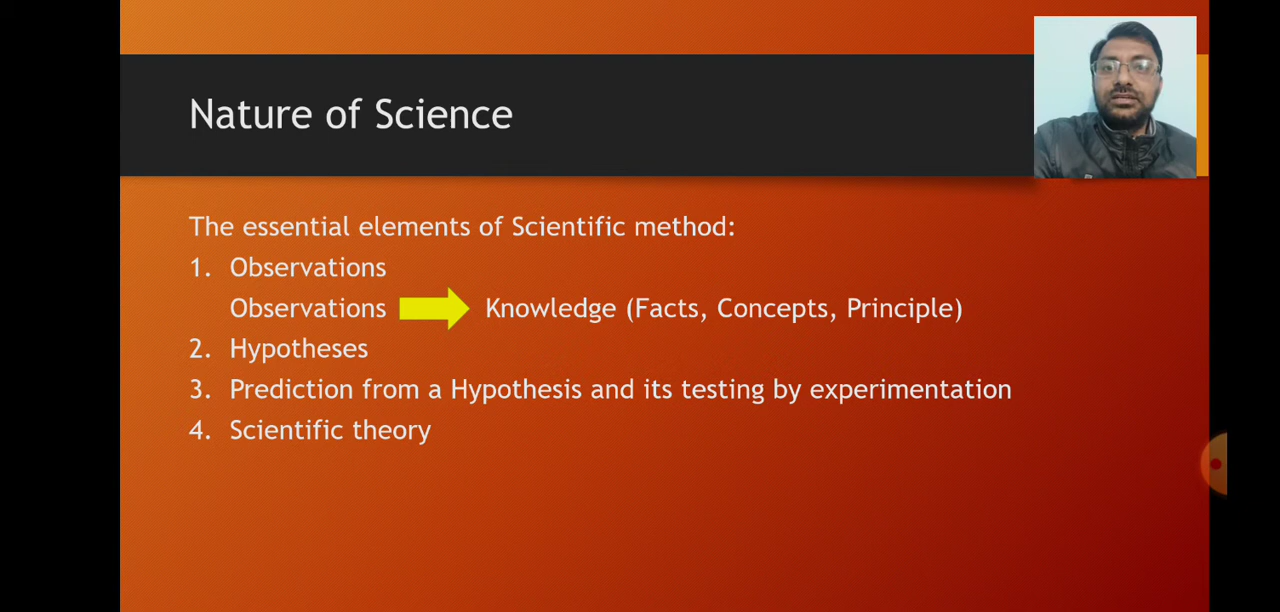 Nature of Science
The essential elements of Scientific method:
1. Observations
Observations Knowledge (Facts, Concepts, Principle)
2. Hypotheses
3. Prediction from a Hypothesis and its testing by experimentation
4. Scientific theory